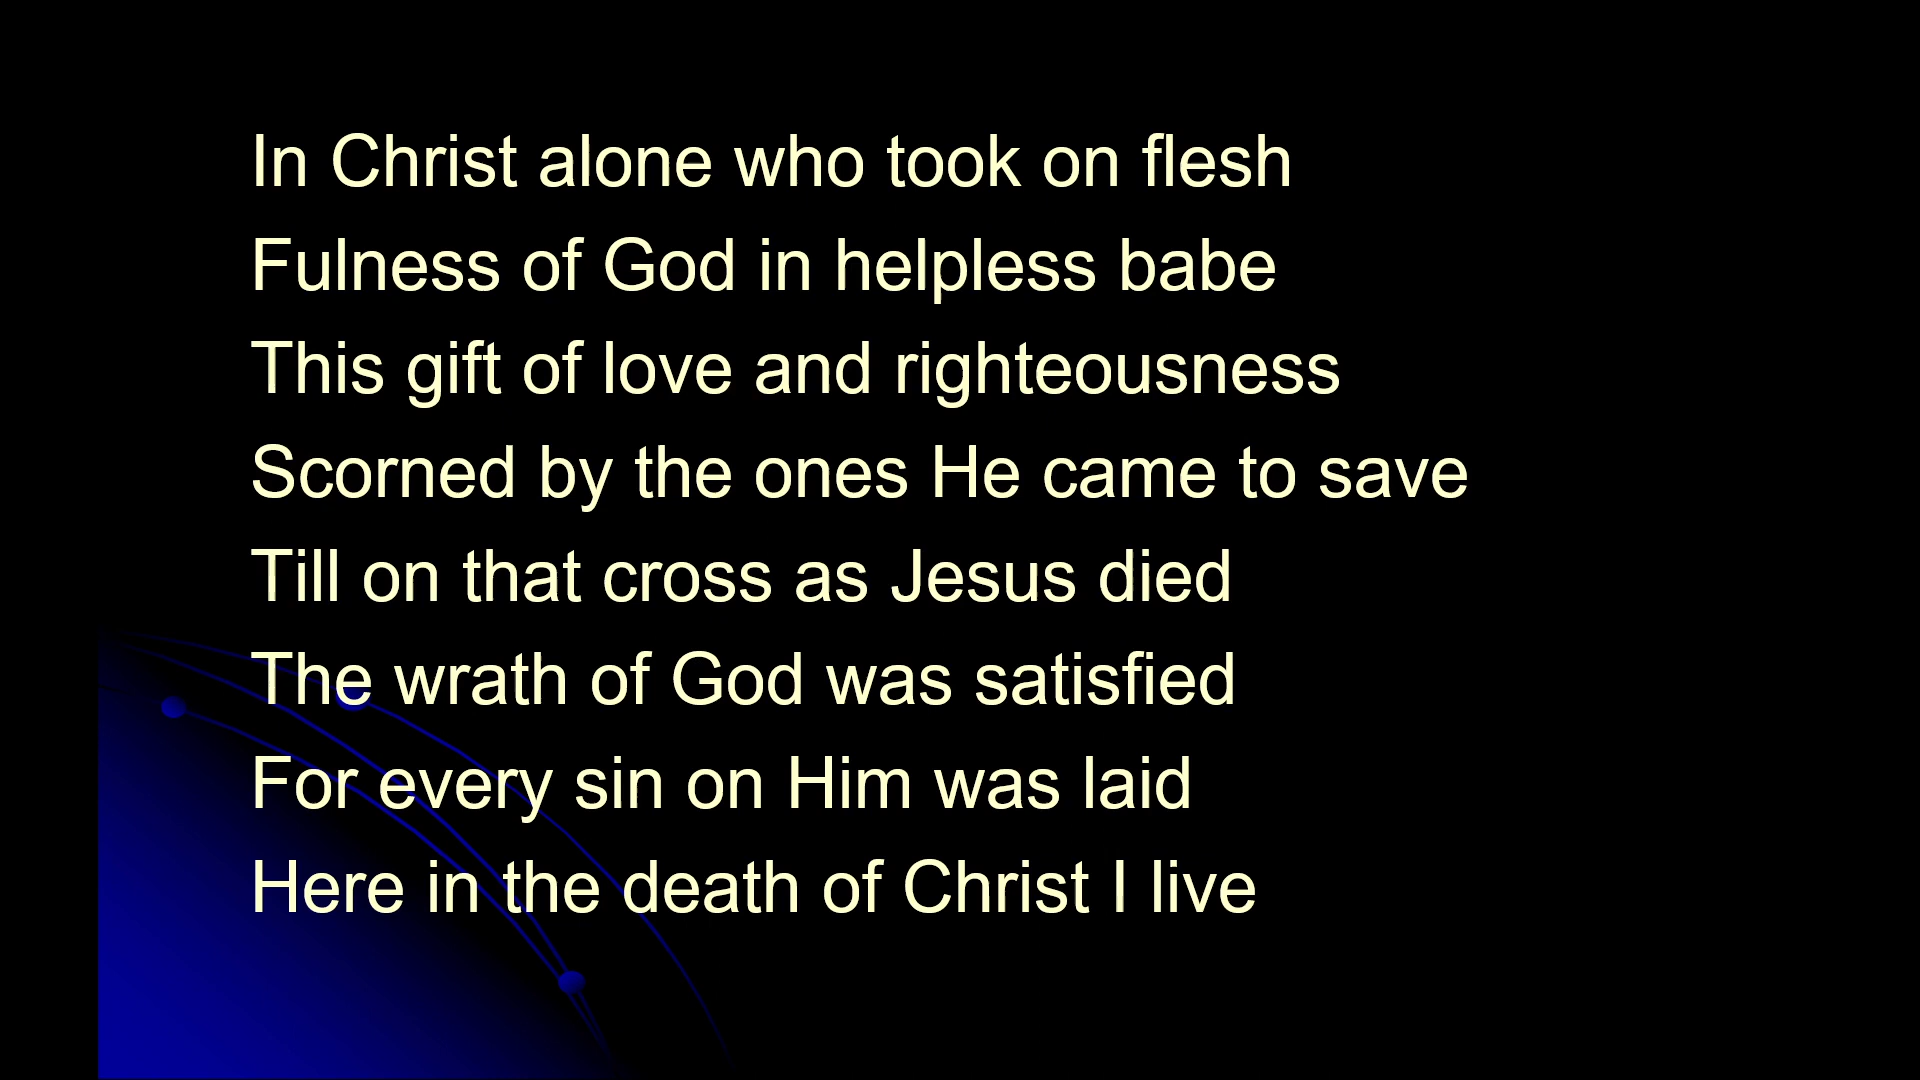 In Christ alone who took on flesh
Fulness of God in helpless babe
This gift of love and righteousness
Scorned by the ones He came to save
Till on that cross as Jesus died
The wrath of God was satisfied
For every sin on Him was laid
Here in the death of Christ I live